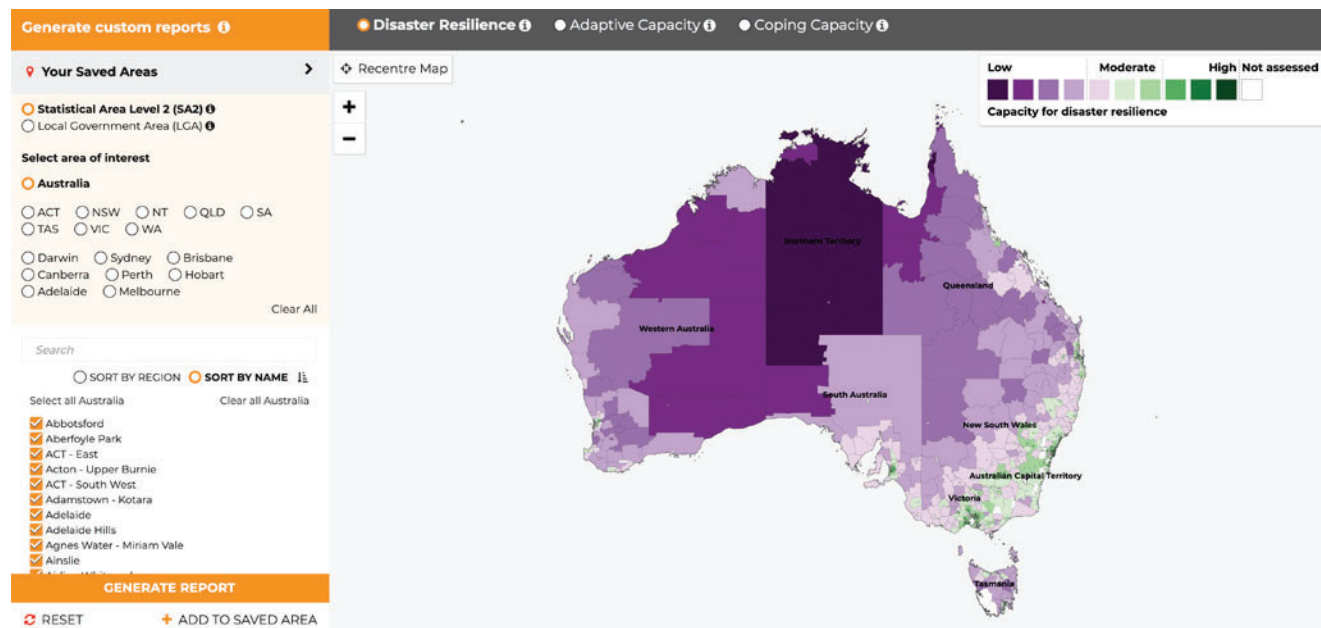 Generate custom reports
Disaster Resilience
Adaptive Capacity
Coping Capacity
Your Saved Areas
Statistical Area Level 2 (SA2)
Local Government Area (LGA)
Select area of interest
Australia
ACT NSW NT QLD SA
TAS VIC WA
Darwin Sydney Brisbane
Canberra Perth Hobart
Adelaide Melbourne
Clear All
Search
SORT BY REGION SORT BY NAME
Select all Australia Clear all Australia
Abbotsford
Aberfoyle Park
ACT - East
Acton - Upper Burnie
ACT - South West
Adamstown - Kotara
Adelaide
Adelaide Hills
Agnes Water - Miriam Vale
Ainslie
GENERATE REPORT
RESET + ADD TO SAVED AREA
Recentre Map
+
−
Low Moderate High Not assessed
Capacity for disaster resilience
Northern Territory
Queensland
Western Australia
South Australia
New South Wales
Australian Capital Territory
Victoria
Tasmania